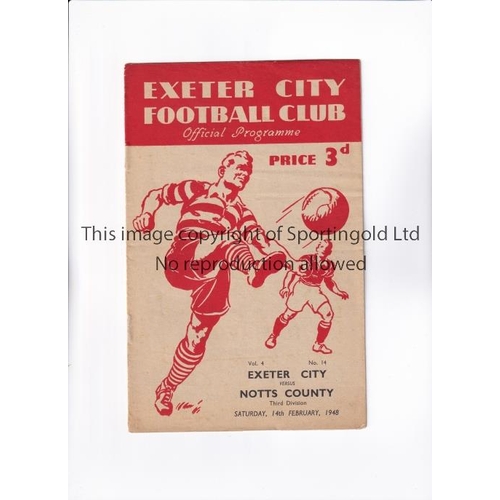 EXETER CITY
FOOTBALL CLUB
Official Programme
PRICE 3d
This image copyright of Sportingold Ltd
No reproduction allowed
Vol. 4 No. 14
EXETER CITY
VERSUS
NOTTS COUNTY
Third Division
SATURDAY, 14th FEBRUARY, 1948